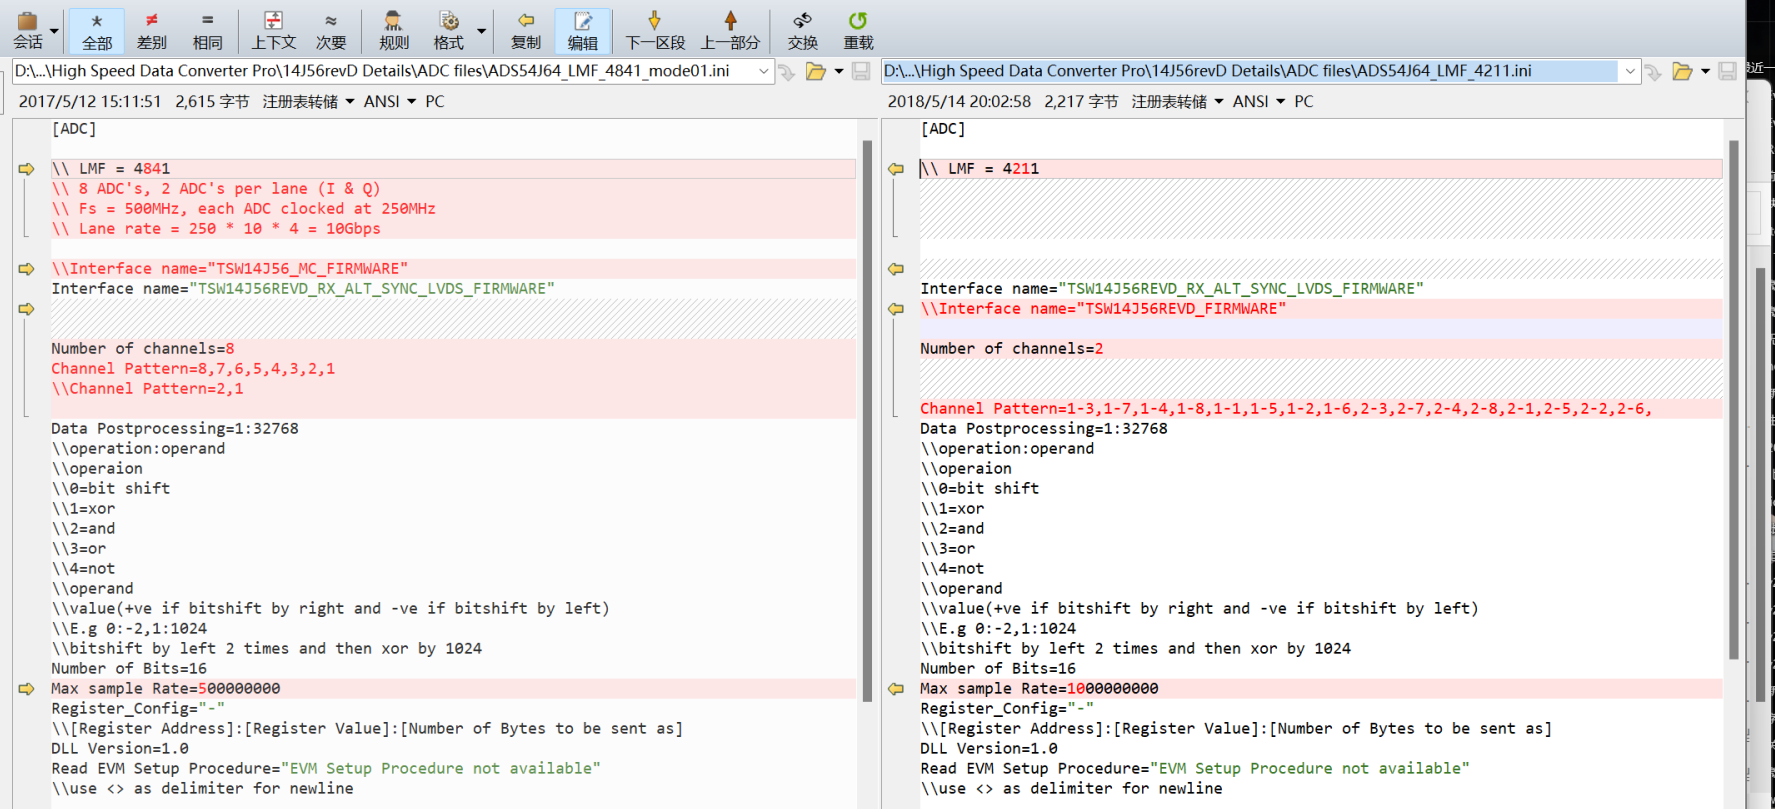 会话 全部 差别 相同 上下文 次要 规则 格式 复制 编辑 下一区段 上一部分 交换 重载
D:\...\High Speed Data Converter Pro\14J56revD Details\ADC files\ADS54J64_LMF_4841_mode01.ini
2017/5/12 15:11:51 2,615 字节 注册表转储 ANSI PC
[ADC]
\\ LMF = 4841
\\ 8 ADC's, 2 ADC's per lane (I & Q)
\\ Fs = 500MHz, each ADC clocked at 250MHz
\\ Lane rate = 250 * 10 * 4 = 10Gbps
\\Interface name="TSW14J56_MC_FIRMWARE"
Interface name="TSW14J56REVD_RX_ALT_SYNC_LVDS_FIRMWARE"
Number of channels=8
Channel Pattern=8,7,6,5,4,3,2,1
\\Channel Pattern=2,1
Data Postprocessing=1:32768
\\operation:operand
\\operaion
\\0=bit shift
\\1=xor
\\2=and
\\3=or
\\4=not
\\operand
\\value(+ve if bitshift by right and -ve if bitshift by left)
\\E.g 0:-2,1:1024
\\bitshift by left 2 times and then xor by 1024
Number of Bits=16
Max sample Rate=500000000
Register_Config="-"
\\[Register Address]:[Register Value]:[Number of Bytes to be sent as]
DLL Version=1.0
Read EVM Setup Procedure="EVM Setup Procedure not available"
\\use <> as delimiter for newline
D:\...\High Speed Data Converter Pro\14J56revD Details\ADC files\ADS54J64_LMF_4211.ini
2018/5/14 20:02:58 2,217 字节 注册表转储 ANSI PC
[ADC]
\\ LMF = 4211
Interface name="TSW14J56REVD_RX_ALT_SYNC_LVDS_FIRMWARE"
\\Interface name="TSW14J56REVD_FIRMWARE"
Number of channels=2
Channel Pattern=1-3,1-7,1-4,1-8,1-1,1-5,1-2,1-6,2-3,2-7,2-4,2-8,2-1,2-5,2-2,2-6,
Data Postprocessing=1:32768
\\operation:operand
\\operaion
\\0=bit shift
\\1=xor
\\2=and
\\3=or
\\4=not
\\operand
\\value(+ve if bitshift by right and -ve if bitshift by left)
\\E.g 0:-2,1:1024
\\bitshift by left 2 times and then xor by 1024
Number of Bits=16
Max sample Rate=1000000000
Register_Config="-"
\\[Register Address]:[Register Value]:[Number of Bytes to be sent as]
DLL Version=1.0
Read EVM Setup Procedure="EVM Setup Procedure not available"
\\use <> as delimiter for newline